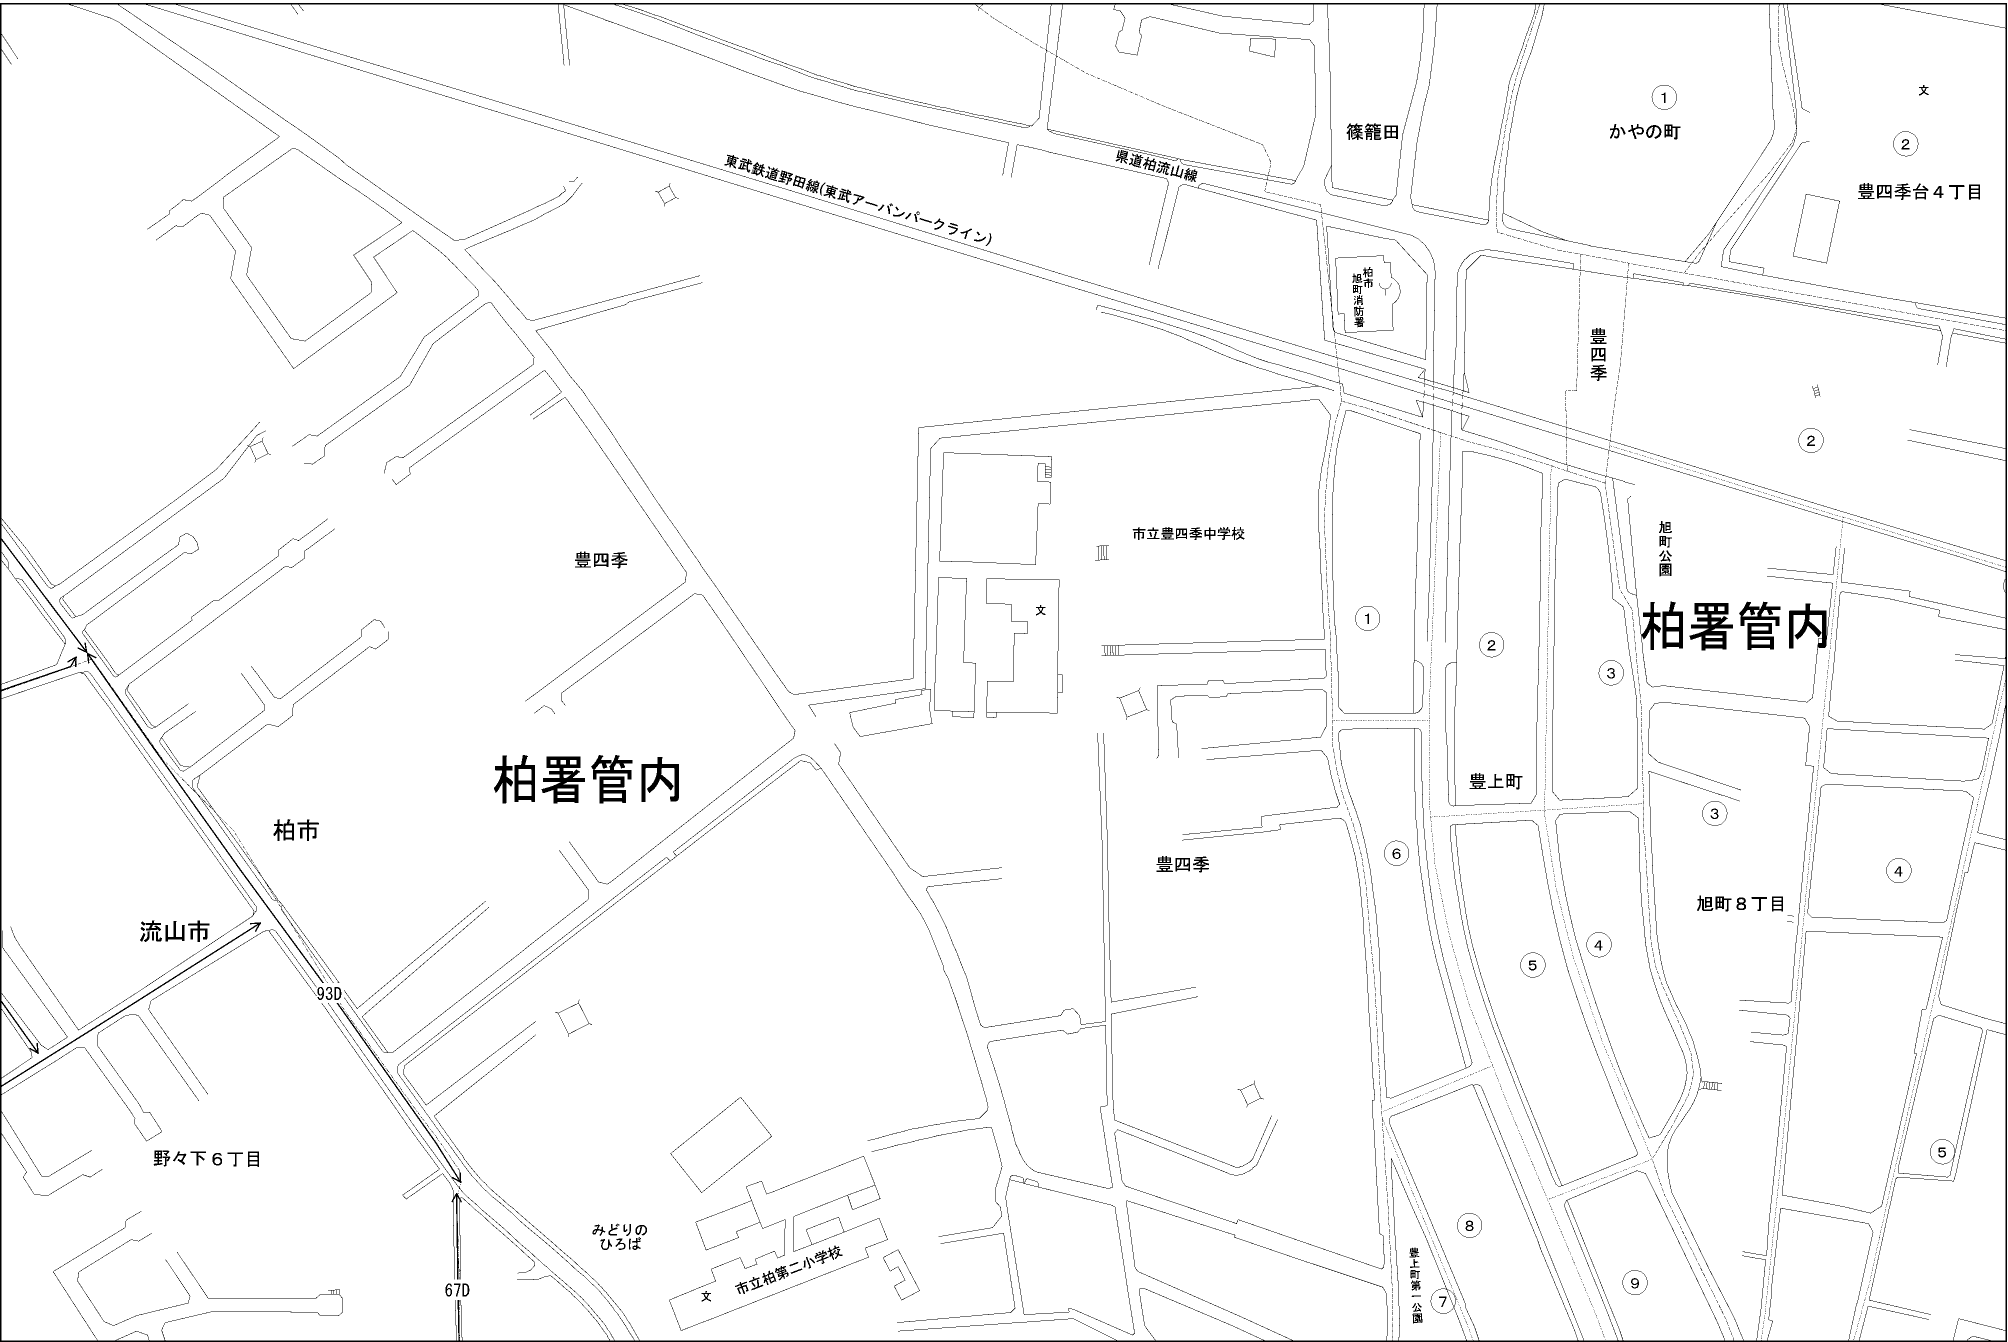 ①
かやの町
文
②
豊四季台４丁目
篠籠田
県道柏流山線
東武鉄道野田線(東武アーバンパークライン)
柏市
旭町消防署
豊四季
②
市立豊四季中学校
文
豊四季
旭町公園
柏署管内
①
②
③
豊上町
柏署管内
柏市
流山市
豊四季
⑥
③
④
旭町８丁目
④
⑤
93D
野々下６丁目
みどりの
ひろば
市立柏第二小学校
文
67D
⑤
⑧
豊上町第一公園
⑦
⑨